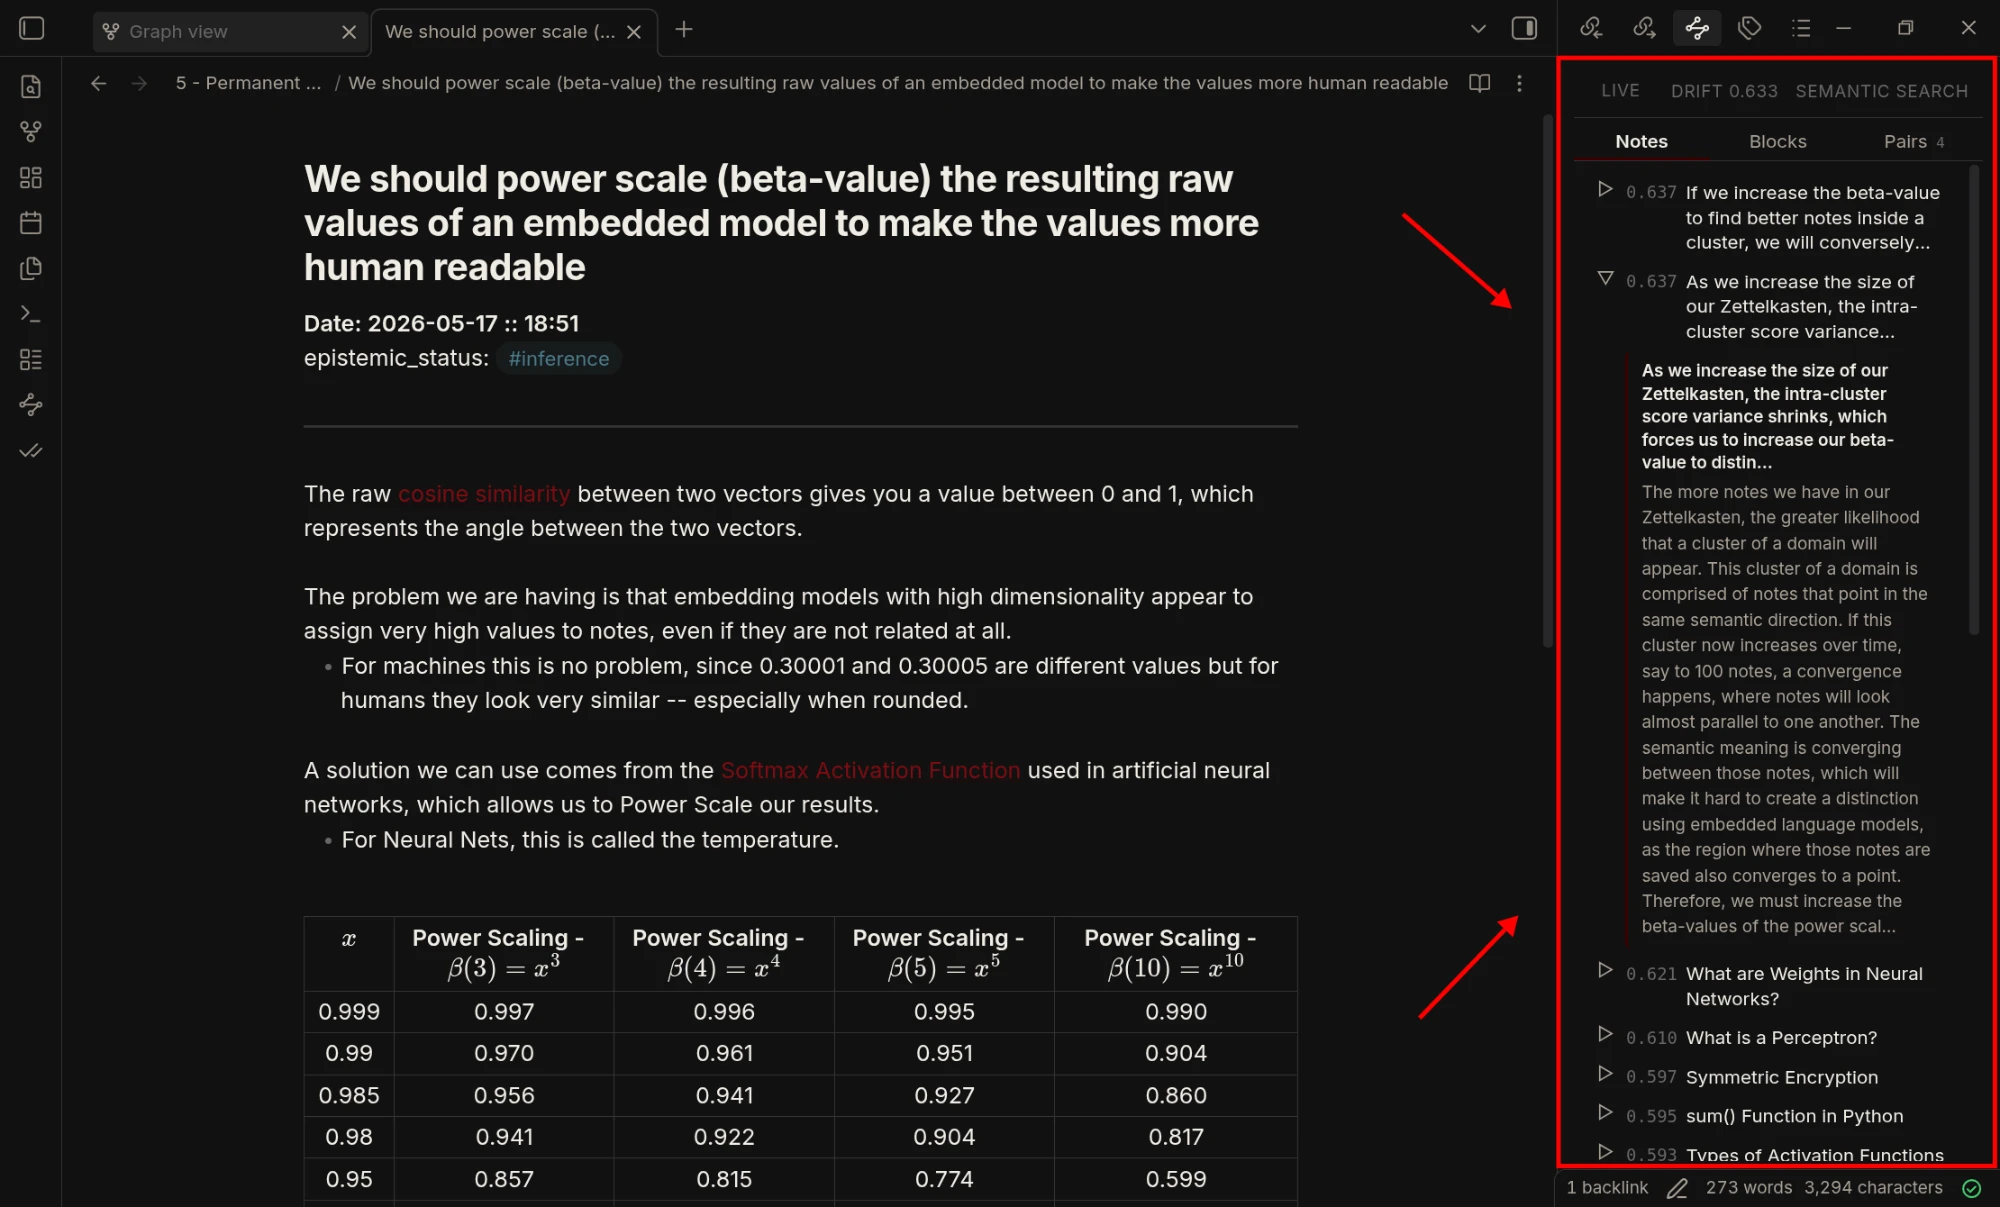 Graph view
We should power scale (...
5 - Permanent ... / We should power scale (beta-value) the resulting raw values of an embedded model to make the values more human readable
We should power scale (beta-value) the resulting raw
values of an embedded model to make the values more
human readable
Date: 2026-05-17 :: 18:51
epistemic_status: #inference
The raw cosine similarity between two vectors gives you a value between 0 and 1, which
represents the angle between the two vectors.
The problem we are having is that embedding models with high dimensionality appear to
assign very high values to notes, even if they are not related at all.
• For machines this is no problem, since 0.30001 and 0.30005 are different values but for
humans they look very similar -- especially when rounded.
A solution we can use comes from the Softmax Activation Function used in artificial neural
networks, which allows us to Power Scale our results.
• For Neural Nets, this is called the temperature.
x | Power Scaling - β(3) = x³ | Power Scaling - β(4) = x⁴ | Power Scaling - β(5) = x⁵ | Power Scaling - β(10) = x¹⁰
0.999 | 0.997 | 0.996 | 0.995 | 0.990
0.99 | 0.970 | 0.961 | 0.951 | 0.904
0.985 | 0.956 | 0.941 | 0.927 | 0.860
0.98 | 0.941 | 0.922 | 0.904 | 0.817
0.95 | 0.857 | 0.815 | 0.774 | 0.599
LIVE DRIFT 0.633 SEMANTIC SEARCH
Notes Blocks Pairs 4
0.637 If we increase the beta-value
to find better notes inside a
cluster, we will conversely...
0.637 As we increase the size of
our Zettelkasten, the intra-
cluster score variance...
As we increase the size of our
Zettelkasten, the intra-cluster
score variance shrinks, which
forces us to increase our beta-
value to distin...
The more notes we have in our
Zettelkasten, the greater likelihood
that a cluster of a domain will
appear. This cluster of a domain is
comprised of notes that point in the
same semantic direction. If this
cluster now increases over time,
say to 100 notes, a convergence
happens, where notes will look
almost parallel to one another. The
semantic meaning is converging
between those notes, which will
make it hard to create a distinction
using embedded language models,
as the region where those notes are
saved also converges to a point.
Therefore, we must increase the
beta-values of the power scal...
0.621 What are Weights in Neural
Networks?
0.610 What is a Perceptron?
0.597 Symmetric Encryption
0.595 sum() Function in Python
0.593 Types of Activation Functions
1 backlink 273 words 3,294 characters